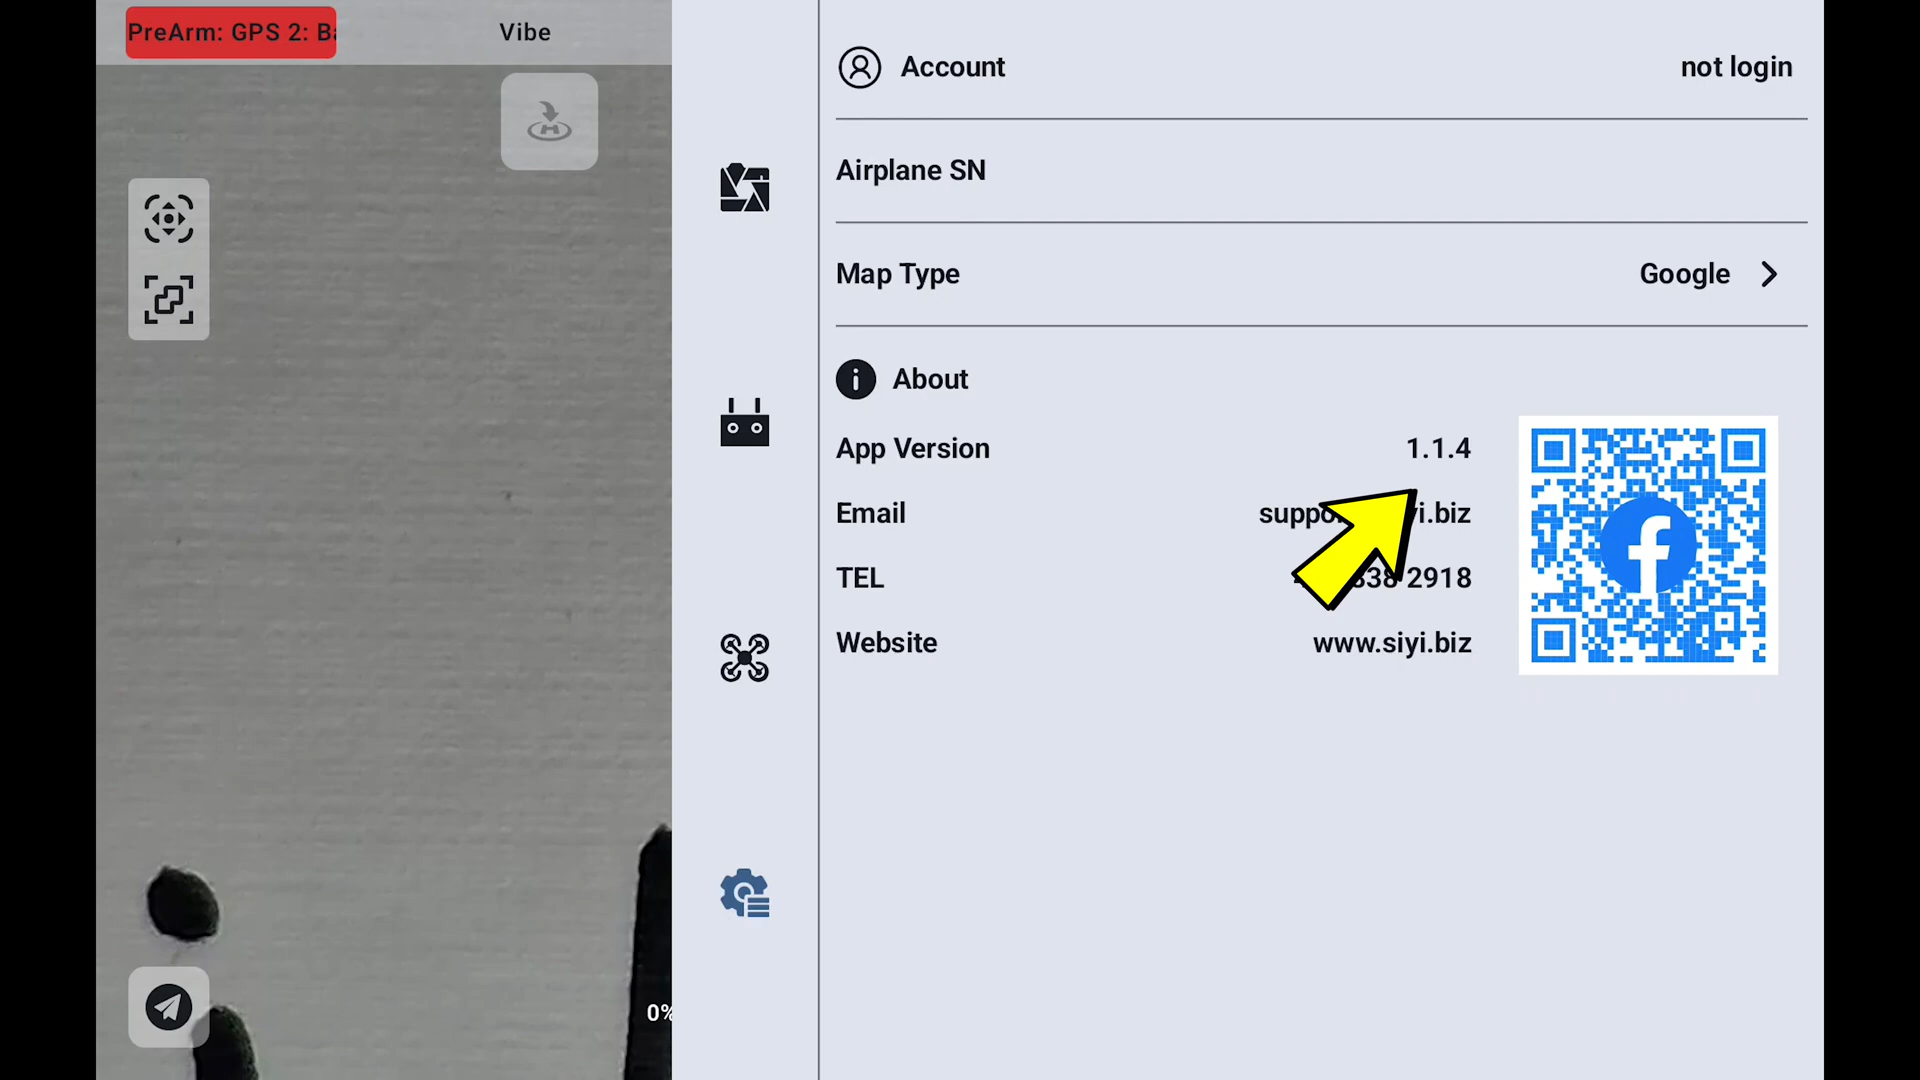 PreArm: GPS 2: B
Vibe
Account not login
Airplane SN
Map Type Google
About
App Version 1.1.4
Email
TEL 2918
Website www.siyi.biz
0%